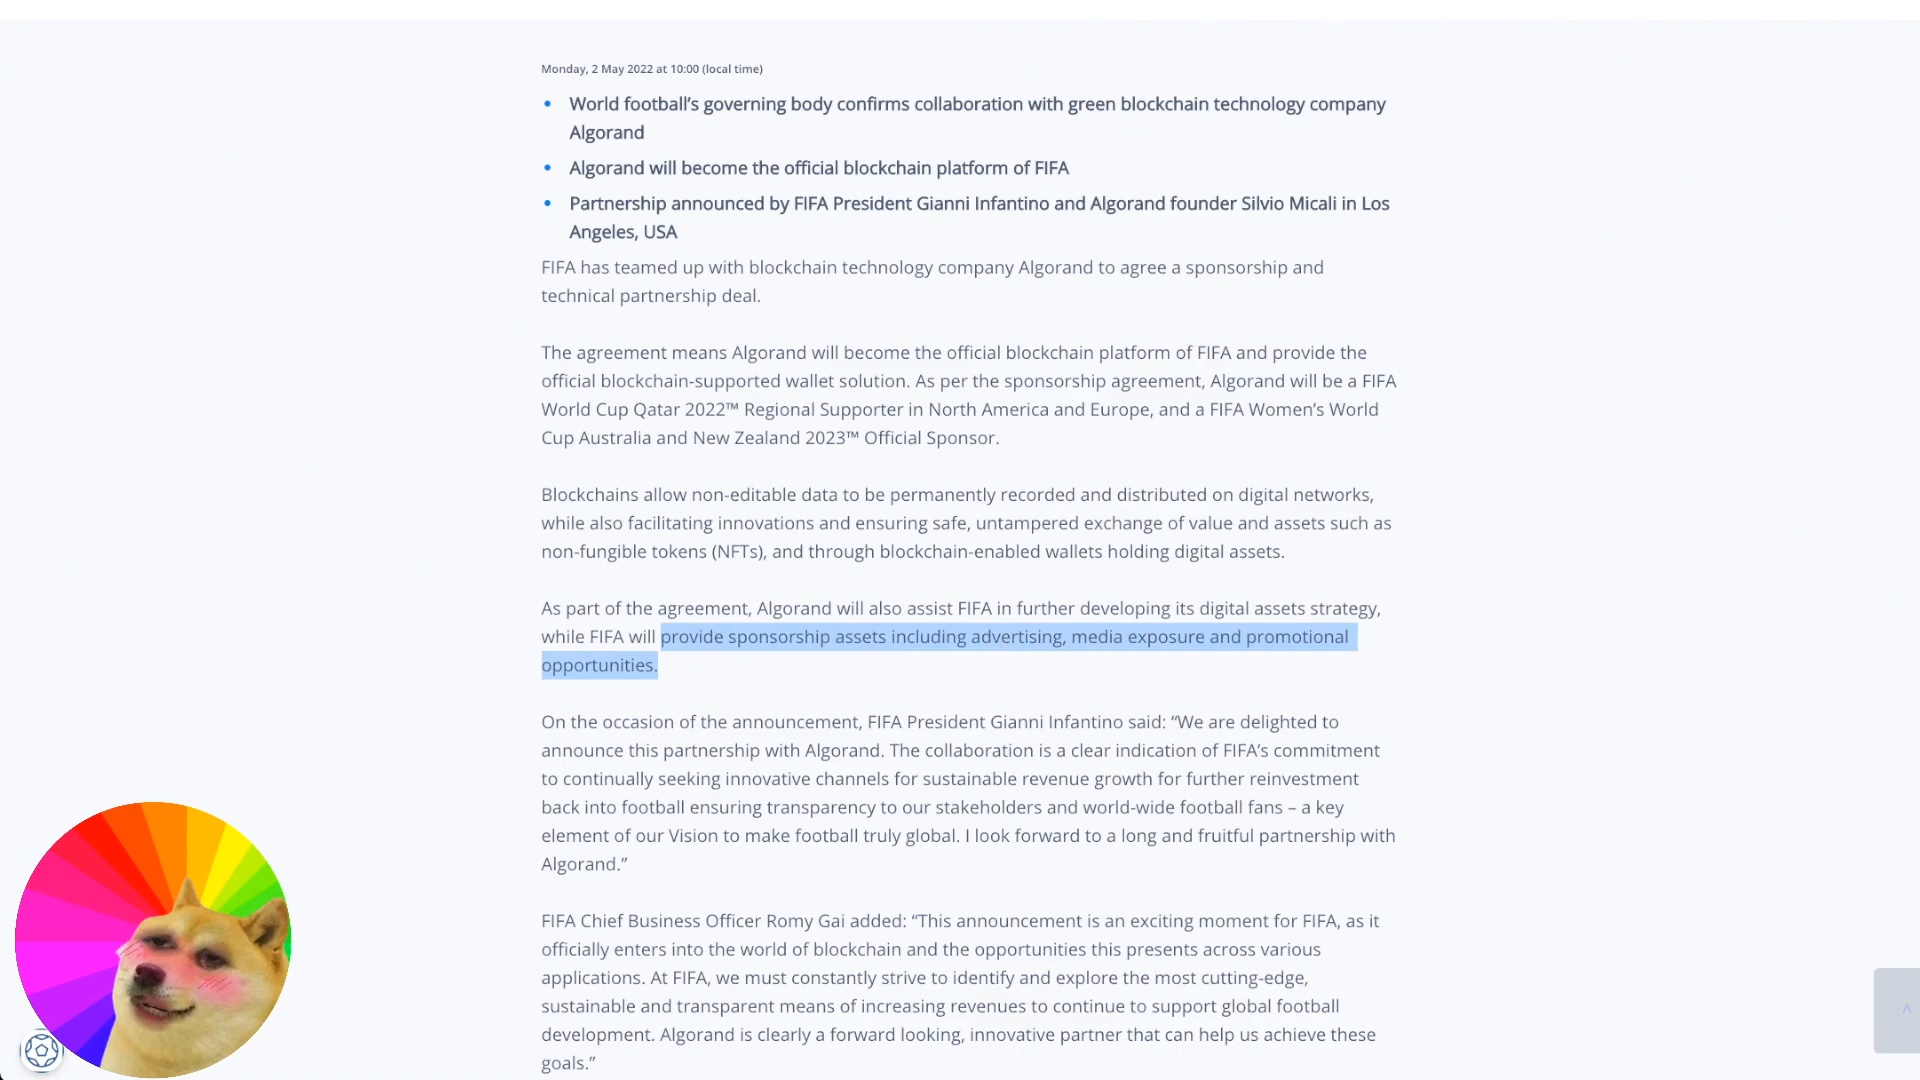 Monday, 2 May 2022 at 10:00 (local time)
World football’s governing body confirms collaboration with green blockchain technology company
Algorand
Algorand will become the official blockchain platform of FIFA
Partnership announced by FIFA President Gianni Infantino and Algorand founder Silvio Micali in Los
Angeles, USA
FIFA has teamed up with blockchain technology company Algorand to agree a sponsorship and
technical partnership deal.
The agreement means Algorand will become the official blockchain platform of FIFA and provide the
official blockchain-supported wallet solution. As per the sponsorship agreement, Algorand will be a FIFA
World Cup Qatar 2022™ Regional Supporter in North America and Europe, and a FIFA Women’s World
Cup Australia and New Zealand 2023™ Official Sponsor.
Blockchains allow non-editable data to be permanently recorded and distributed on digital networks,
while also facilitating innovations and ensuring safe, untampered exchange of value and assets such as
non-fungible tokens (NFTs), and through blockchain-enabled wallets holding digital assets.
As part of the agreement, Algorand will also assist FIFA in further developing its digital assets strategy,
while FIFA will provide sponsorship assets including advertising, media exposure and promotional
opportunities.
On the occasion of the announcement, FIFA President Gianni Infantino said: “We are delighted to
announce this partnership with Algorand. The collaboration is a clear indication of FIFA’s commitment
to continually seeking innovative channels for sustainable revenue growth for further reinvestment
back into football ensuring transparency to our stakeholders and world-wide football fans – a key
element of our Vision to make football truly global. I look forward to a long and fruitful partnership with
Algorand.”
FIFA Chief Business Officer Romy Gai added: “This announcement is an exciting moment for FIFA, as it
officially enters into the world of blockchain and the opportunities this presents across various
applications. At FIFA, we must constantly strive to identify and explore the most cutting-edge,
sustainable and transparent means of increasing revenues to continue to support global football
development. Algorand is clearly a forward looking, innovative partner that can help us achieve these
goals.”